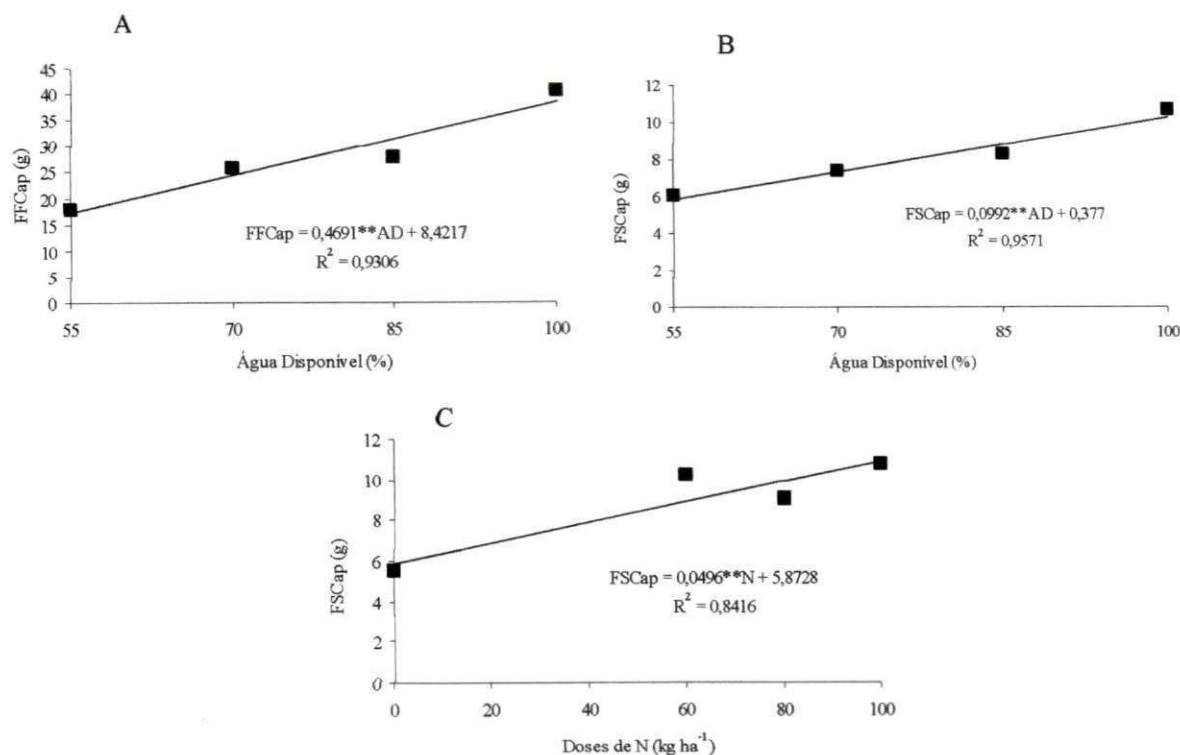 A
45
40
35
30
25
20
15
10
5
0
FFCap (g)
FFCap = 0,4691**AD + 8,4217
R² = 0,9306
55 70 85 100
Água Disponível (%)
B
12
10
8
6
4
2
0
FSCap (g)
FSCap = 0,0992**AD + 0,377
R² = 0,9571
55 70 85 100
Água Disponível (%)
C
12
10
8
6
4
2
0
FSCap (g)
FSCap = 0,0496**N + 5,8728
R² = 0,8416
0 20 40 60 80 100
Doses de N (kg ha⁻¹)